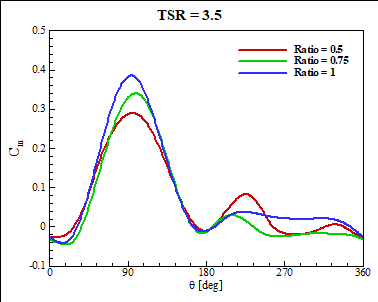 TSR = 3.5
0.5
0.4
0.3
0.2
0.1
0
-0.1
Cm
Ratio = 0.5
Ratio = 0.75
Ratio = 1
0 90 180 270 360
θ [deg]